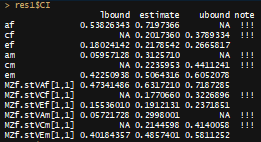 > res1$CI
lbound estimate ubound note
af 0.53826343 0.7197366 NA !!!
cf NA 0.2017360 0.3789334 !!!
ef 0.18024142 0.2178542 0.2665817
am 0.05957128 0.3125710 NA !!!
cm NA 0.2235953 0.4411241 !!!
em 0.42250938 0.5064316 0.6052078
MZf.stVAf[1,1] 0.47341486 0.6317210 0.7187285
MZf.stVCf[1,1] NA 0.1770660 0.3226896 !!!
MZf.stVEf[1,1] 0.15536010 0.1912131 0.2371851
MZf.stVAm[1,1] 0.05721728 0.2998001 NA !!!
MZf.stVCm[1,1] NA 0.2144598 0.4140058 !!!
MZf.stVEm[1,1] 0.40184357 0.4857401 0.5811252